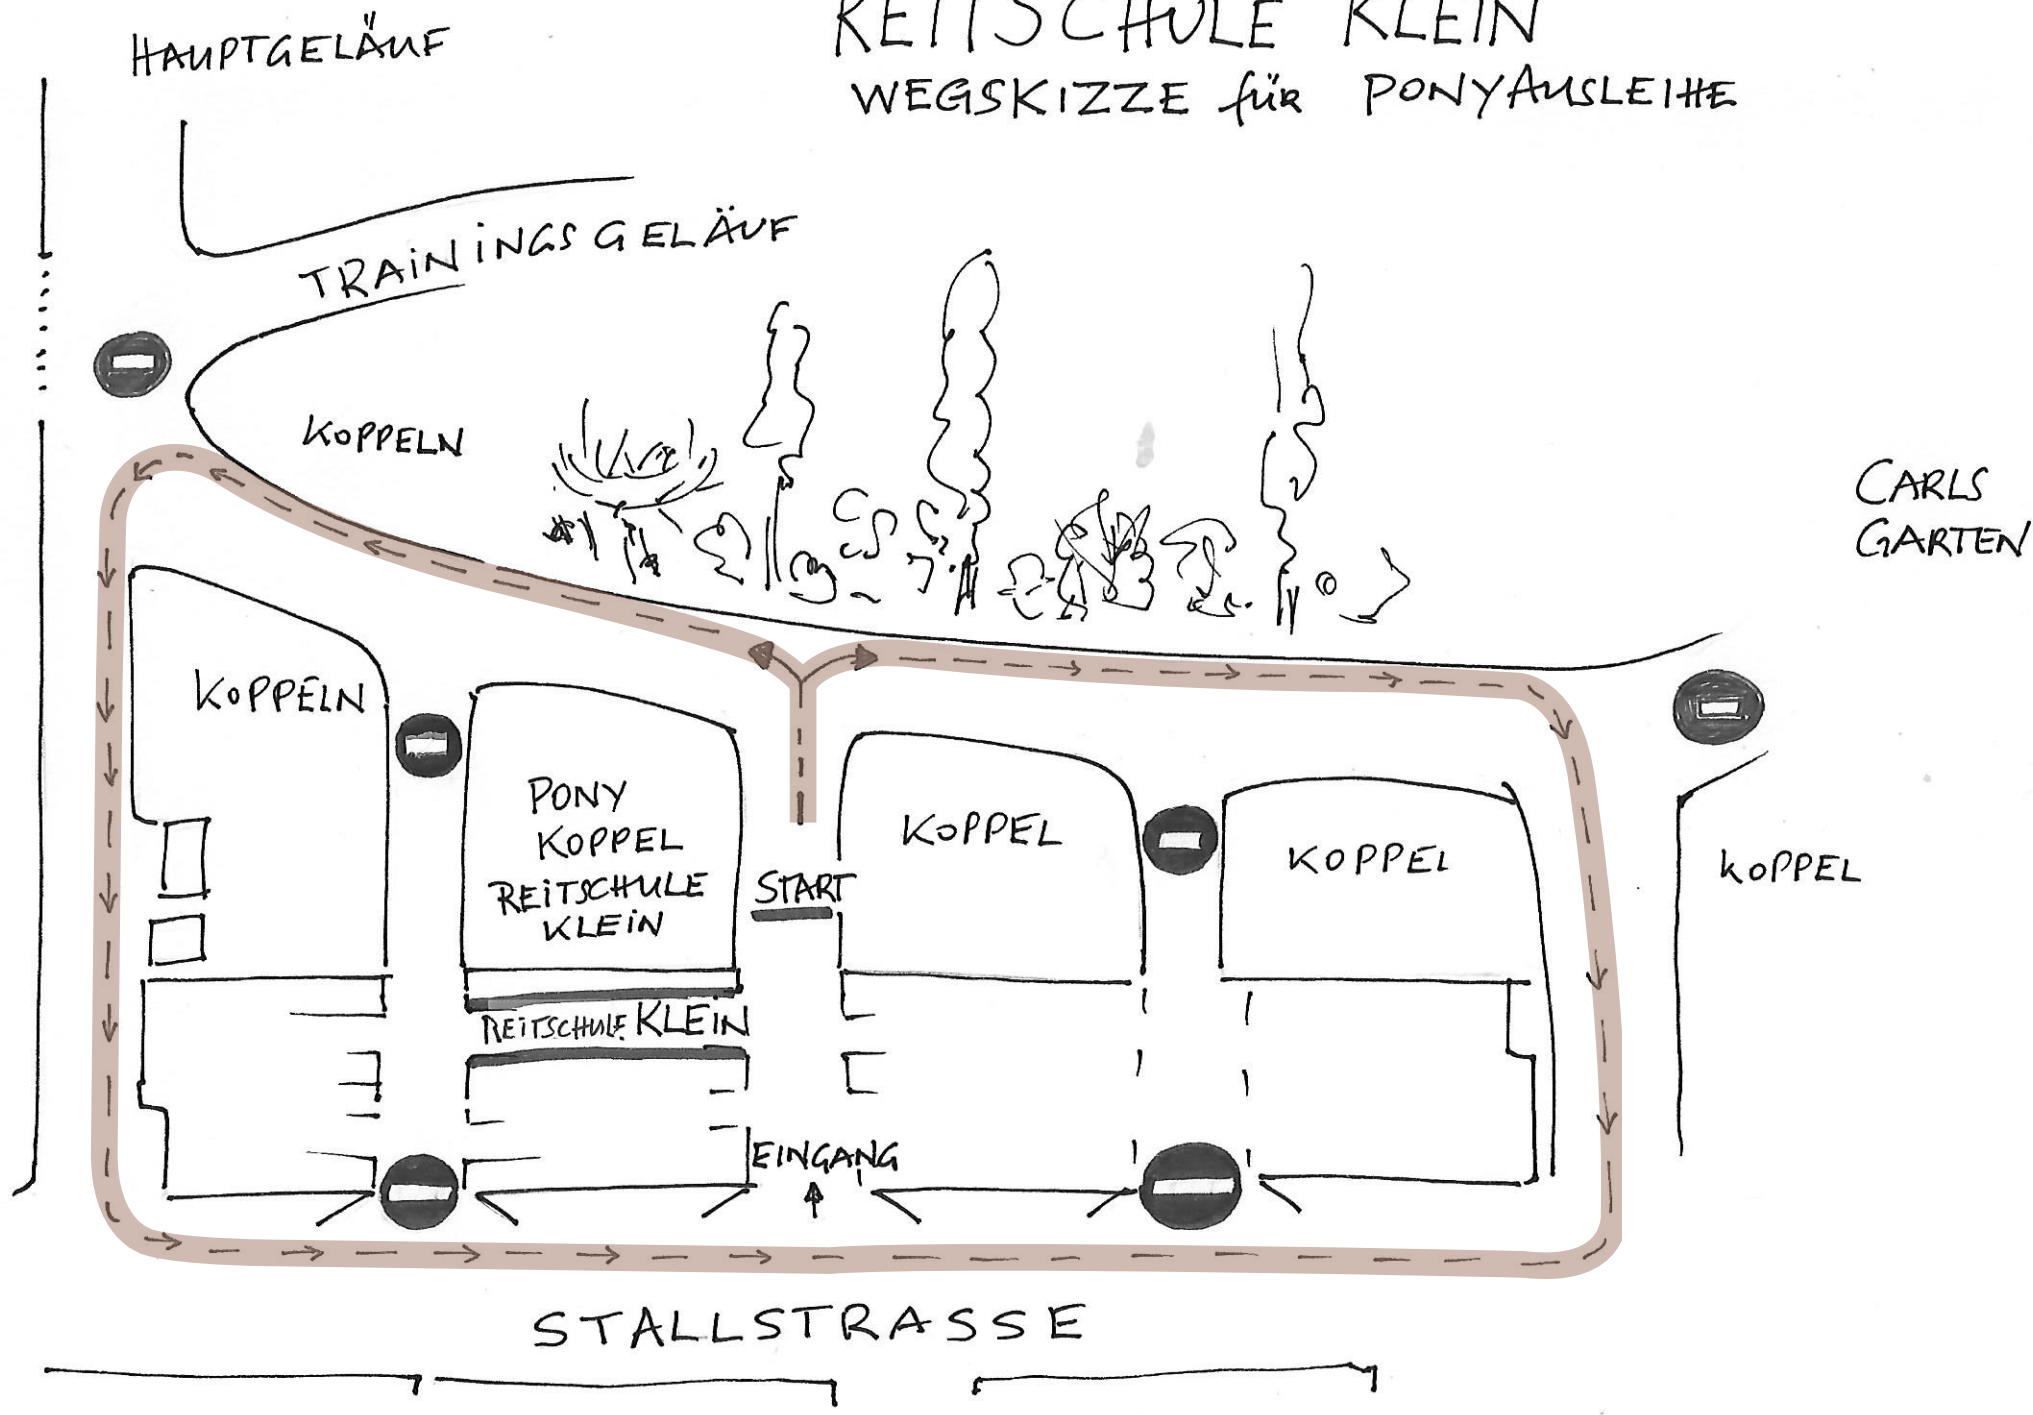 REITSCHULE KLEIN
WEGSKIZZE für PONYAUSLEIHE
HAUPTGELÄUF
TRAININGSGELÄUF
KOPPELN
CARLS
GARTEN
KOPPELN
PONY
KOPPEL
REITSCHULE
KLEIN
START
KOPPEL
KOPPEL
KOPPEL
REITSCHULE KLEIN
EINGANG
STALLSTRASSE